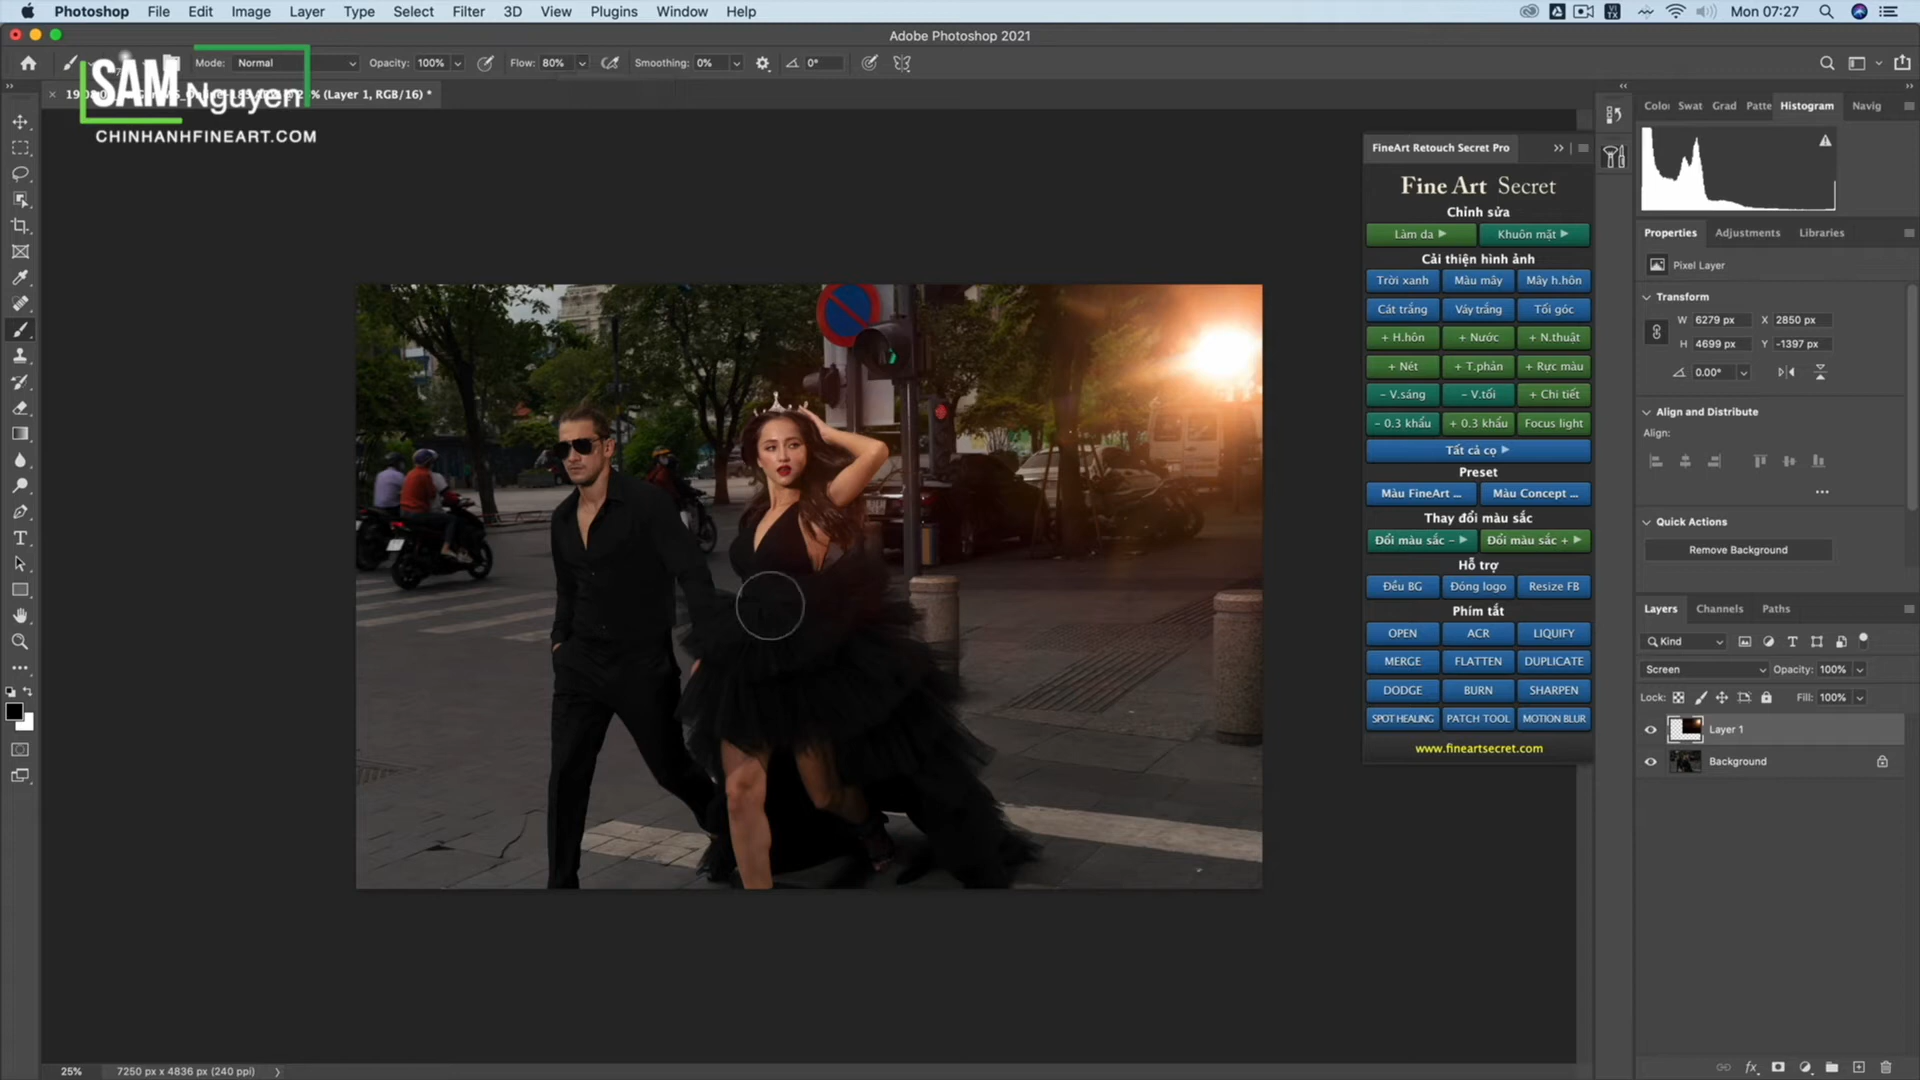 Photoshop File Edit Image Layer Type Select Filter 3D View Plugins Window Help
Mon 07:27
Adobe Photoshop 2021
Mode: Normal Opacity: 100% Flow: 80% Smoothing: 0% 0°
SAM Nguyen
% (Layer 1, RGB/16) *
CHINHANHFINEART.COM
FineArt Retouch Secret Pro
Fine Art Secret
Chỉnh sửa
Làm da Khuôn mặt
Cải thiện hình ảnh
Trời xanh Màu mây Mây h.hôn
Cát trắng Váy trắng Tối góc
+ H.hôn + Nước + N.thuật
+ Nét + T.phản + Rực màu
- V.sáng - V.tối + Chi tiết
- 0.3 khẩu + 0.3 khẩu Focus light
Tất cả cọ
Preset
Màu FineArt ... Màu Concept ...
Thay đổi màu sắc
Đổi màu sắc - Đổi màu sắc +
Hỗ trợ
Đều BG Đóng logo Resize FB
Phím tắt
OPEN ACR LIQUIFY
MERGE FLATTEN DUPLICATE
DODGE BURN SHARPEN
SPOT HEALING PATCH TOOL MOTION BLUR
www.fineartsecret.com
Colo Swat Grad Patte Histogram Navig
Properties Adjustments Libraries
Pixel Layer
Transform
W 6279 px X 2850 px
H 4699 px Y -1397 px
0.00°
Align and Distribute
Align:
Quick Actions
Remove Background
Layers Channels Paths
Kind
Screen Opacity: 100%
Lock: Fill: 100%
Layer 1
Background
25% 7250 px x 4836 px (240 ppi)